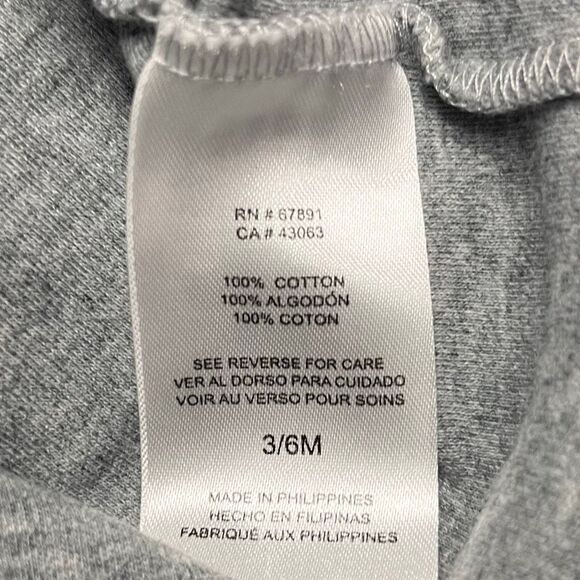 RN # 67891
CA # 43063
100% COTTON
100% ALGODÓN
100% COTON
SEE REVERSE FOR CARE
VER AL DORSO PARA CUIDADO
VOIR AU VERSO POUR SOINS
3/6M
MADE IN PHILIPPINES
HECHO EN FILIPINAS
FABRIQUÉ AUX PHILIPPINES